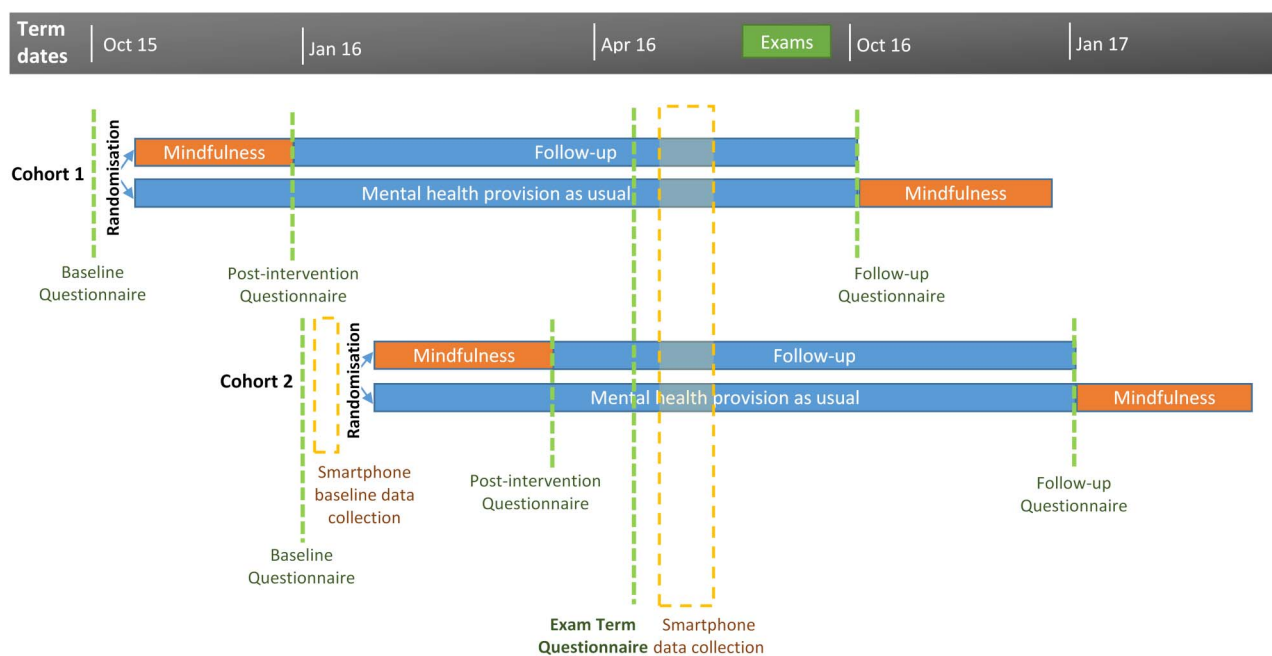 Term
dates
Oct 15
Jan 16
Apr 16
Exams
Oct 16
Jan 17
Cohort 1
Randomisation
Mindfulness
Follow-up
Mental health provision as usual
Mindfulness
Baseline
Questionnaire
Post-intervention
Questionnaire
Follow-up
Questionnaire
Cohort 2
Randomisation
Mindfulness
Follow-up
Mental health provision as usual
Mindfulness
Smartphone
baseline data
collection
Post-intervention
Questionnaire
Follow-up
Questionnaire
Baseline
Questionnaire
Exam Term
Questionnaire
Smartphone
data collection